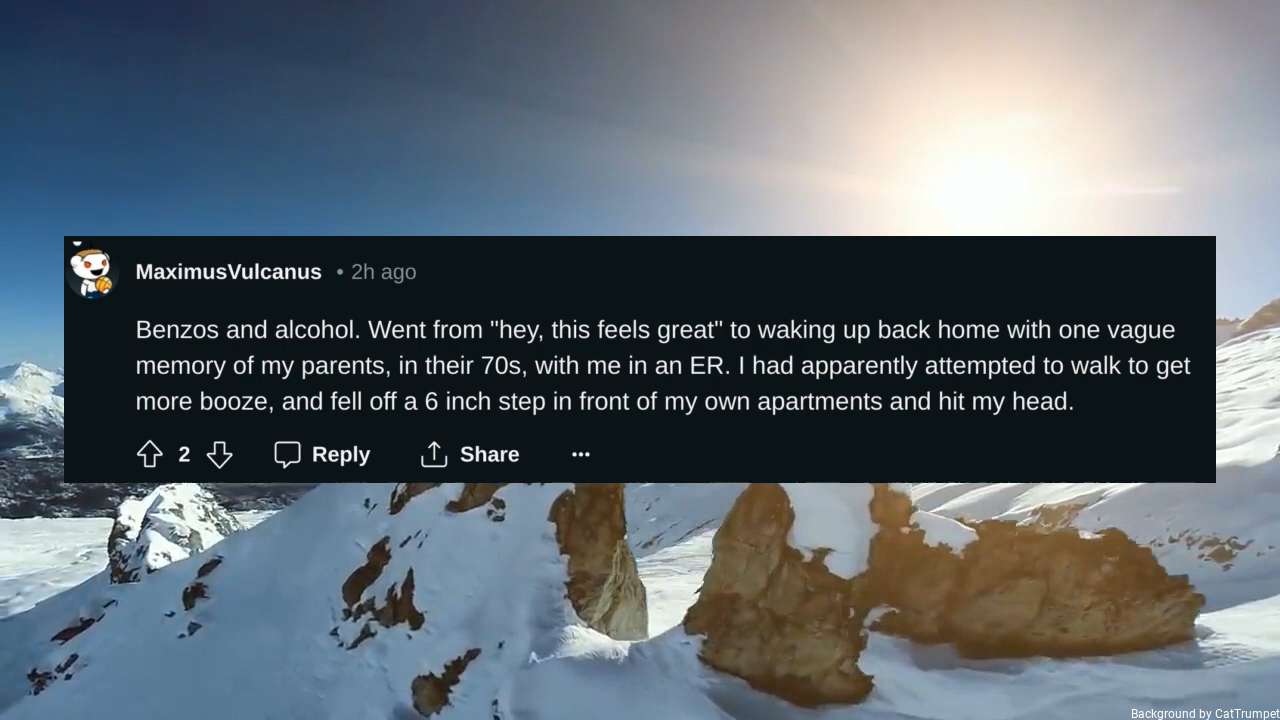 MaximusVulcanus • 2h ago
Benzos and alcohol. Went from "hey, this feels great" to waking up back home with one vague
memory of my parents, in their 70s, with me in an ER. I had apparently attempted to walk to get
more booze, and fell off a 6 inch step in front of my own apartments and hit my head.
2 Reply Share
Background by CatTrumpet